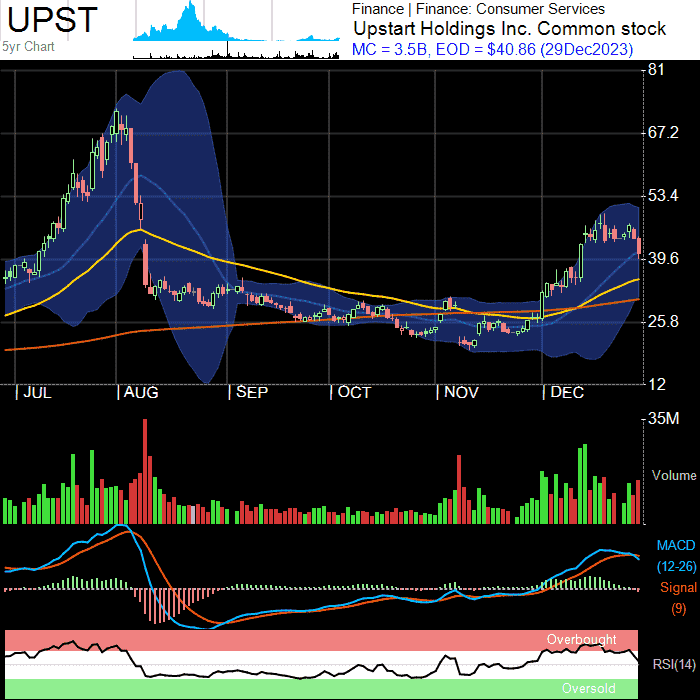 UPST
5yr Chart
Finance | Finance: Consumer Services
Upstart Holdings Inc. Common stock
MC = 3.5B, EOD = $40.86 (29Dec2023)
81
67.2
53.4
39.6
25.8
12
JUL AUG SEP OCT NOV DEC
35M
Volume
MACD
(12-26)
Signal
(9)
Overbought
RSI(14)
Oversold